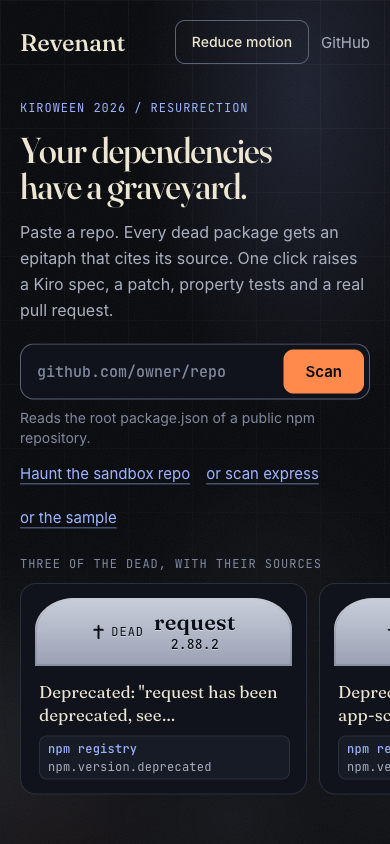 Revenant
Reduce motion
GitHub
KIROWEEN 2026 / RESURRECTION
Your dependencies
have a graveyard.
Paste a repo. Every dead package gets an
epitaph that cites its source. One click raises
a Kiro spec, a patch, property tests and a real
pull request.
github.com/owner/repo
Scan
Reads the root package.json of a public npm
repository.
Haunt the sandbox repo
or scan express
or the sample
THREE OF THE DEAD, WITH THEIR SOURCES
✝ DEAD request
2.88.2
Deprecated: "request has been
deprecated, see...
npm registry
npm.version.deprecated
Depre
app-sc
npm re
npm.ve